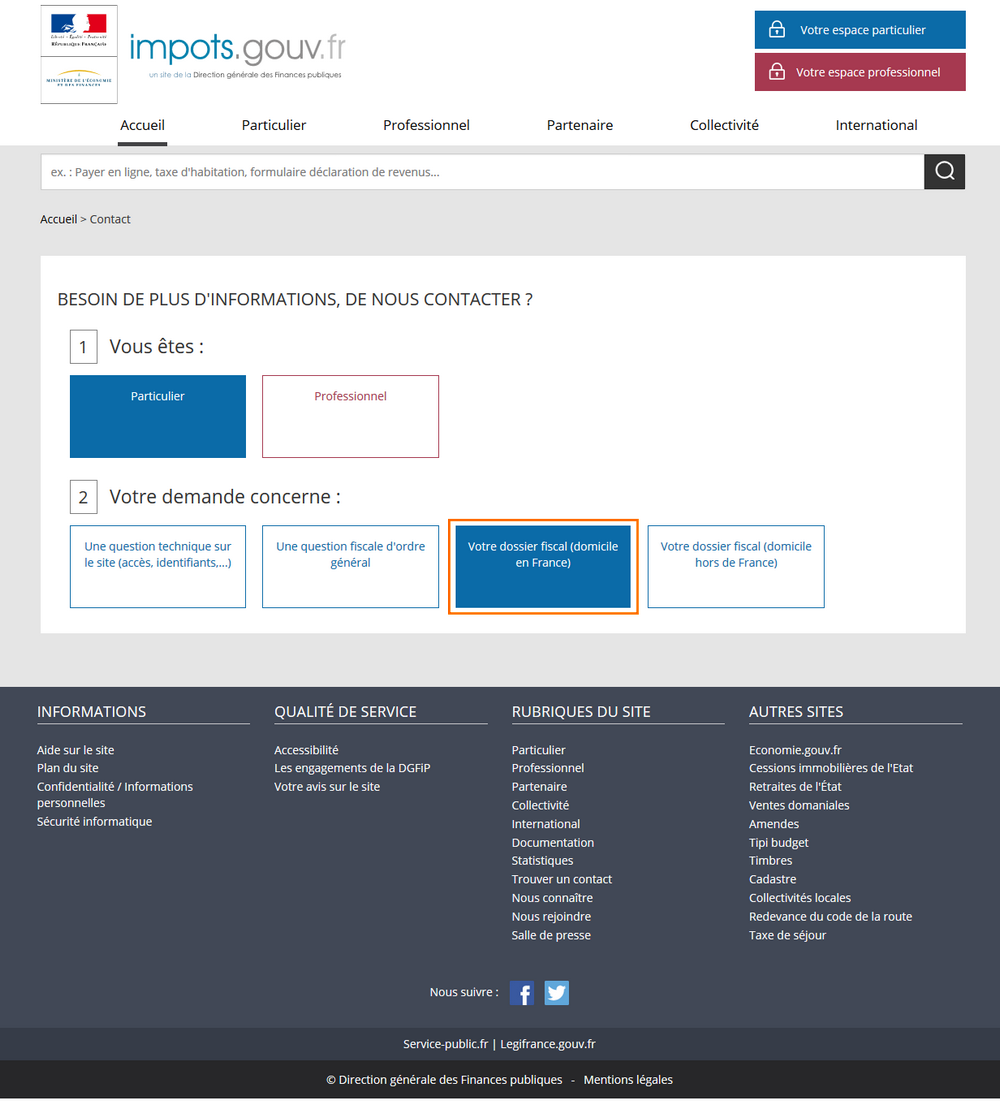 Liberté • Égalité • Fraternité
RÉPUBLIQUE FRANÇAISE
MINISTÈRE DE L'ÉCONOMIE
ET DES FINANCES
impots.gouv.fr
un site de la Direction générale des Finances publiques
Votre espace particulier
Votre espace professionnel
Accueil
Particulier
Professionnel
Partenaire
Collectivité
International
ex. : Payer en ligne, taxe d'habitation, formulaire déclaration de revenus...
Accueil > Contact
BESOIN DE PLUS D'INFORMATIONS, DE NOUS CONTACTER ?
1 Vous êtes :
Particulier
Professionnel
2 Votre demande concerne :
Une question technique sur
le site (accès, identifiants,...)
Une question fiscale d'ordre
général
Votre dossier fiscal (domicile
en France)
Votre dossier fiscal (domicile
hors de France)
INFORMATIONS
Aide sur le site
Plan du site
Confidentialité / Informations
personnelles
Sécurité informatique
QUALITÉ DE SERVICE
Accessibilité
Les engagements de la DGFiP
Votre avis sur le site
RUBRIQUES DU SITE
Particulier
Professionnel
Partenaire
Collectivité
International
Documentation
Statistiques
Trouver un contact
Nous connaître
Nous rejoindre
Salle de presse
AUTRES SITES
Economie.gouv.fr
Cessions immobilières de l'Etat
Retraites de l'État
Ventes domaniales
Amendes
Tipi budget
Timbres
Cadastre
Collectivités locales
Redevance du code de la route
Taxe de séjour
Nous suivre :
Service-public.fr | Legifrance.gouv.fr
© Direction générale des Finances publiques - Mentions légales